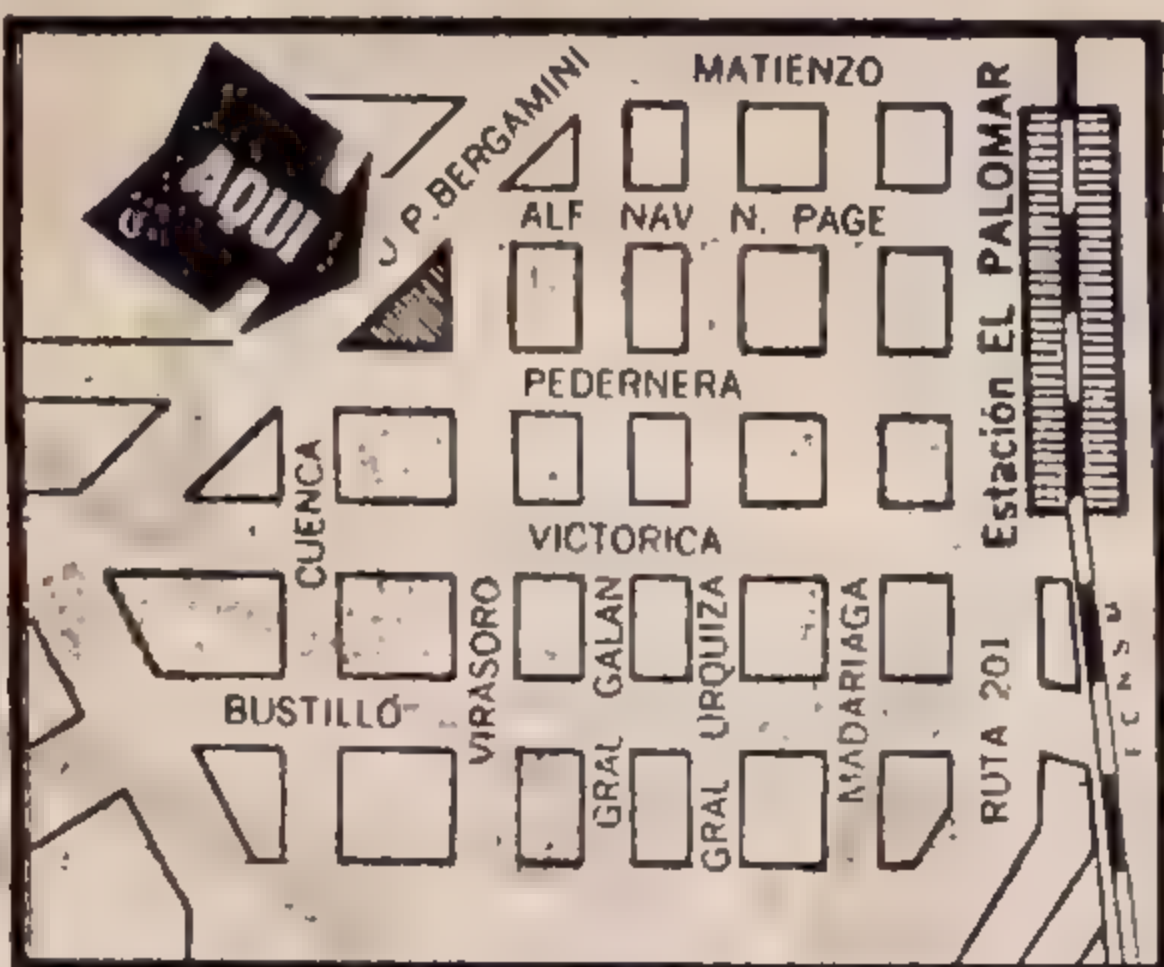 MATIENZO
AQUI
J. P. BERGAMINI
ALF NAV N. PAGE
Estación EL PALOMAR
PEDERNERA
CUENCA
VICTORICA
VIRASORO
GRAL GALAN
GRAL URQUIZA
MADARIAGA
RUTA 201
BUSTILLO
F C N S M